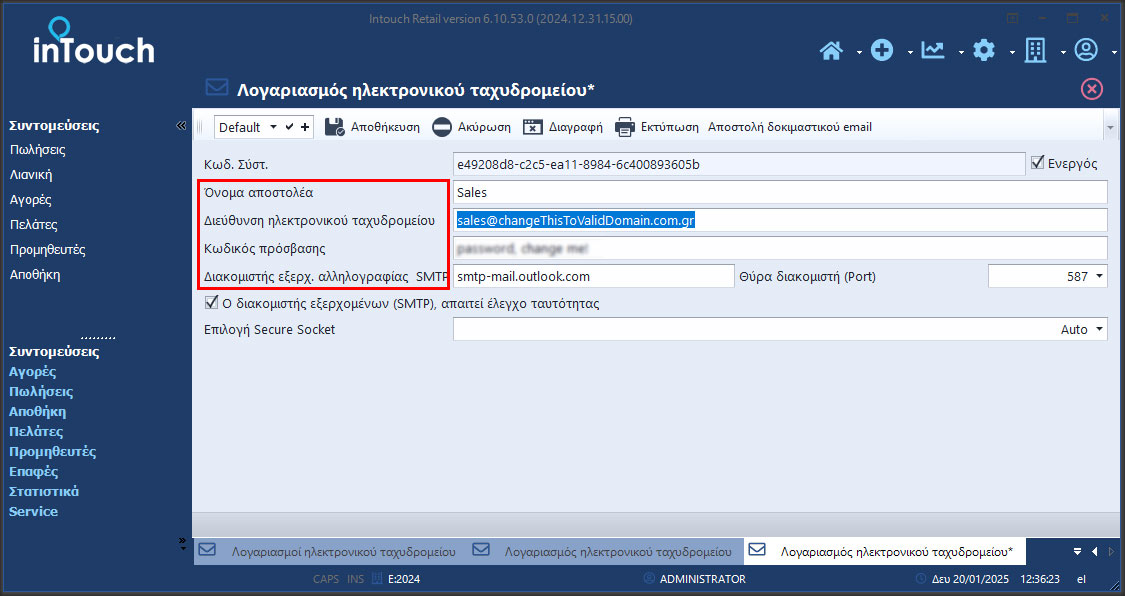 Intouch Retail version 6.10.53.0 (2024.12.31.15.00)
inTouch
Λογαριασμός ηλεκτρονικού ταχυδρομείου*
Συντομεύσεις
Πωλήσεις
Λιανική
Αγορές
Πελάτες
Προμηθευτές
Αποθήκη
Συντομεύσεις
Αγορές
Πωλήσεις
Αποθήκη
Πελάτες
Προμηθευτές
Επαφές
Στατιστικά
Service
Default Αποθήκευση Ακύρωση Διαγραφή Εκτύπωση Αποστολή δοκιμαστικού email
Κωδ. Σύστ. e49208d8-c2c5-ea11-8984-6c400893605b Ενεργός
Όνομα αποστολέα Sales
Διεύθυνση ηλεκτρονικού ταχυδρομείου sales@changeThisToValidDomain.com.gr
Κωδικός πρόσβασης password, change me!
Διακομιστής εξερχ. αλληλογραφίας SMTP smtp-mail.outlook.com Θύρα διακομιστή (Port) 587
Ο διακομιστής εξερχομένων (SMTP), απαιτεί έλεγχο ταυτότητας
Επιλογή Secure Socket Auto
Λογαριασμοί ηλεκτρονικού ταχυδρομείου Λογαριασμός ηλεκτρονικού ταχυδρομείου Λογαριασμός ηλεκτρονικού ταχυδρομείου*
CAPS INS E:2024 ADMINISTRATOR Δευ 20/01/2025 12:36:23 el